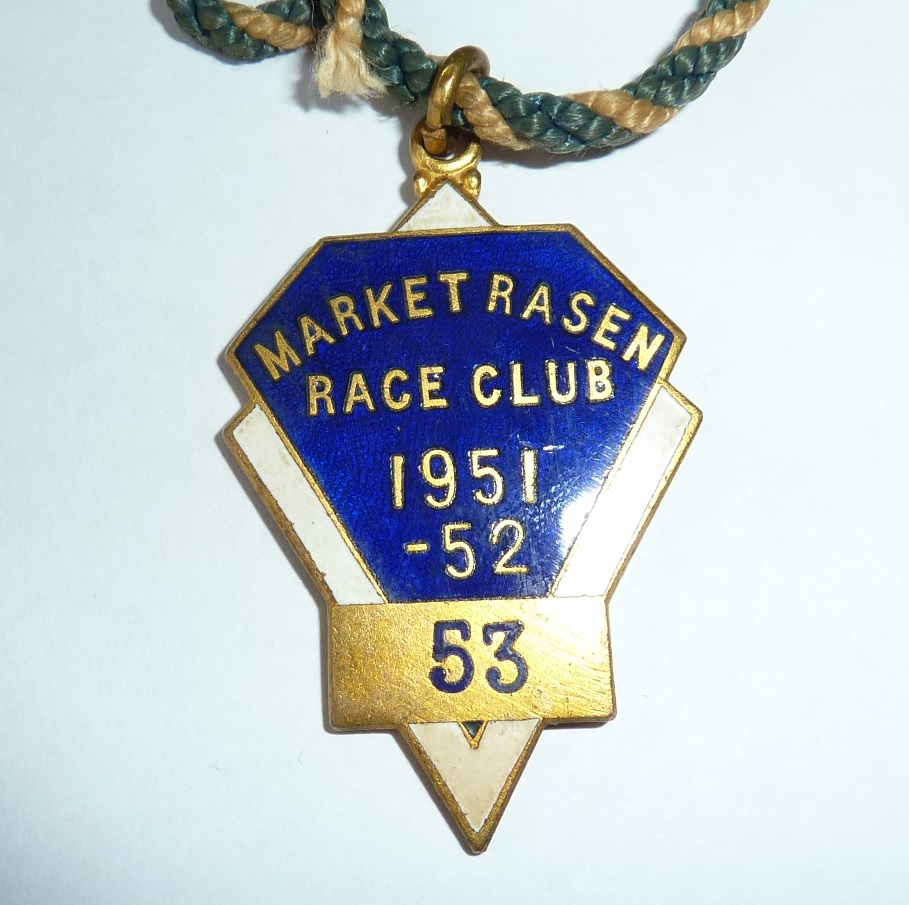 MARKET RASEN
RACE CLUB
1951
-52
53